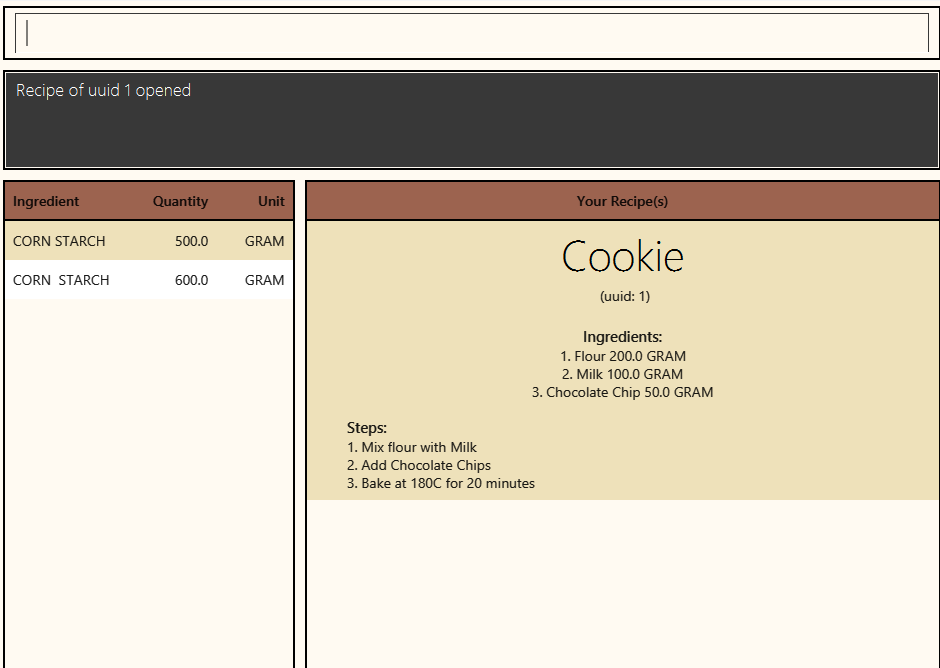 Recipe of uuid 1 opened
Ingredient Quantity Unit
CORN STARCH 500.0 GRAM
CORN  STARCH 600.0 GRAM
Your Recipe(s)
Cookie
(uuid: 1)
Ingredients:
1. Flour 200.0 GRAM
2. Milk 100.0 GRAM
3. Chocolate Chip 50.0 GRAM
Steps:
1. Mix flour with Milk
2. Add Chocolate Chips
3. Bake at 180C for 20 minutes